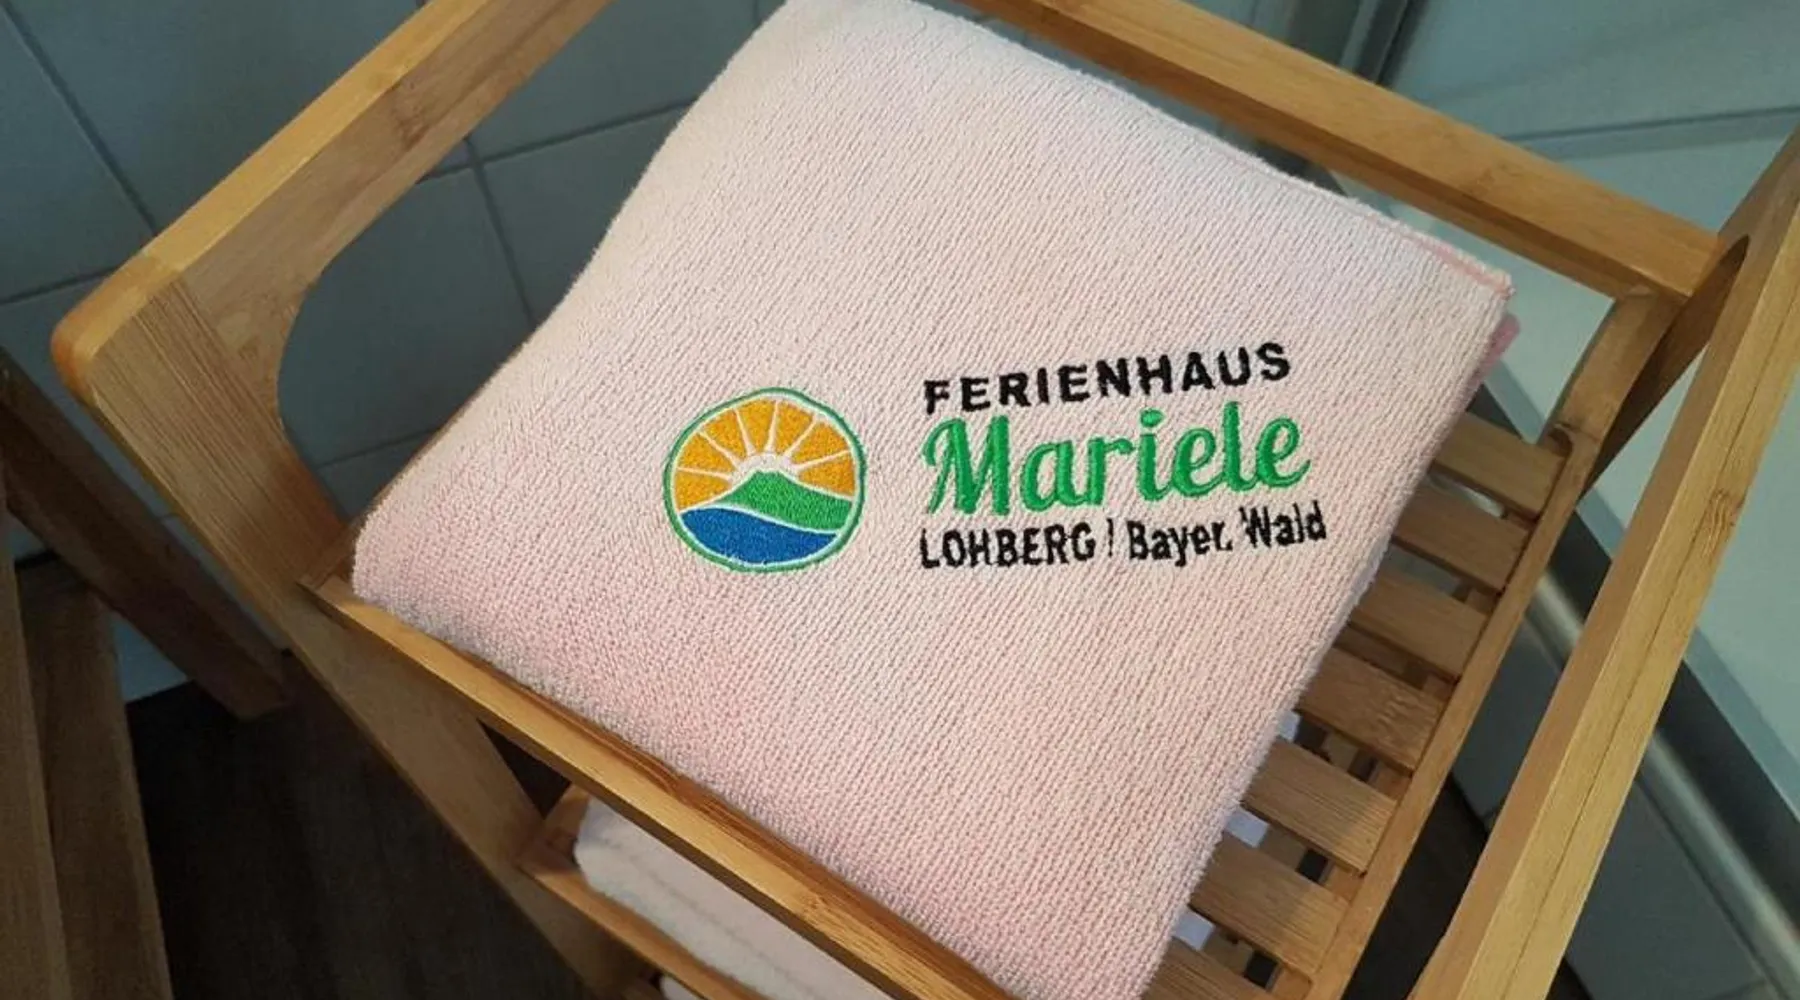 FERIENHAUS
Mariele
LOHBERG | Bayer. Wald